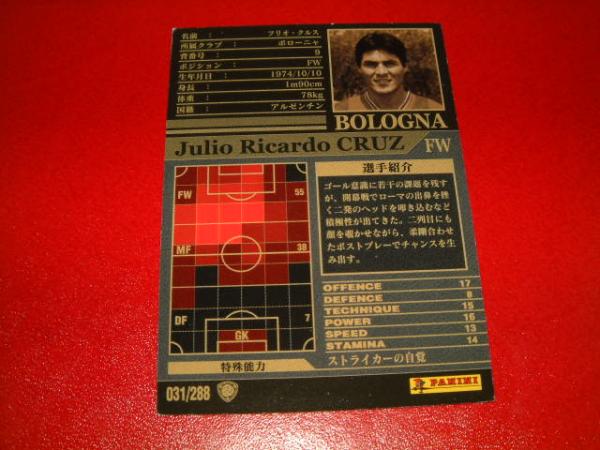 名前 : フリオ・クルス
所属クラブ : ボローニャ
背番号 : 9
ポジション : FW
生年月日 : 1974/10/10
身長 : 1m90cm
体重 : 78kg
国籍 : アルゼンチン
BOLOGNA
Julio Ricardo CRUZ FW
FW 55
MF 38
DF 7
GK
選手紹介
ゴール意識に若干の課題を残す
が、開幕戦でローマの出鼻を挫
く二発のヘッドを叩き込むなど
積極性が出てきた。二列目にも
顔を覗かせながら、柔剛合わせ
たポストプレーでチャンスを生
み出す。
OFFENCE 17
DEFENCE 8
TECHNIQUE 15
POWER 16
SPEED 13
STAMINA 14
特殊能力 ストライカーの自覚
031/288
PANINI